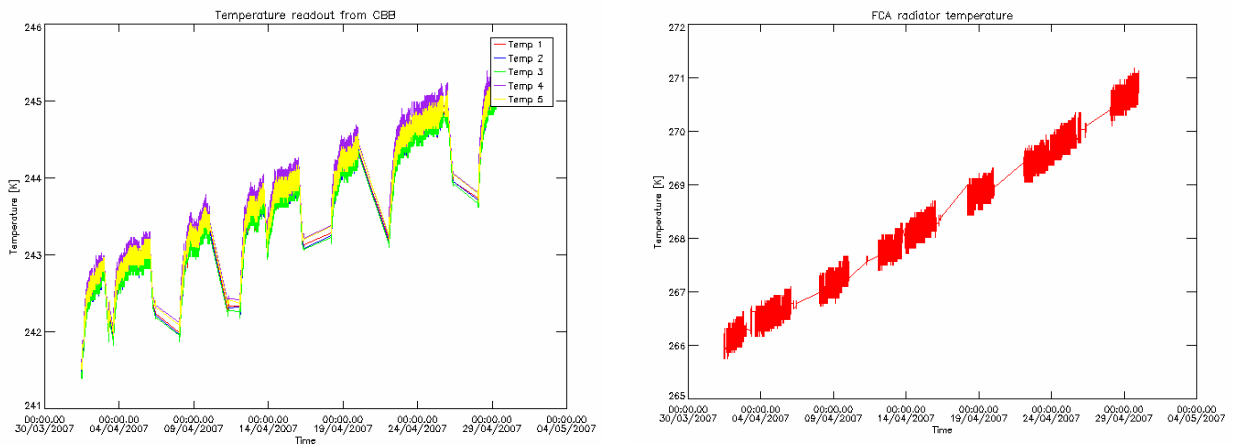 Temperature readout from CBB
246
245
244
243
242
241
Temperature [K]
Temp 1
Temp 2
Temp 3
Temp 4
Temp 5
00:00.00 00:00.00 00:00.00 00:00.00 00:00.00 00:00.00 00:00.00 00:00.00
30/03/2007 04/04/2007 09/04/2007 14/04/2007 19/04/2007 24/04/2007 29/04/2007 04/05/2007
Time
FCA radiator temperature
272
271
270
269
268
267
266
265
Temperature [K]
00:00.00 00:00.00 00:00.00 00:00.00 00:00.00 00:00.00 00:00.00 00:00.00
30/03/2007 04/04/2007 09/04/2007 14/04/2007 19/04/2007 24/04/2007 29/04/2007 04/05/2007
Time